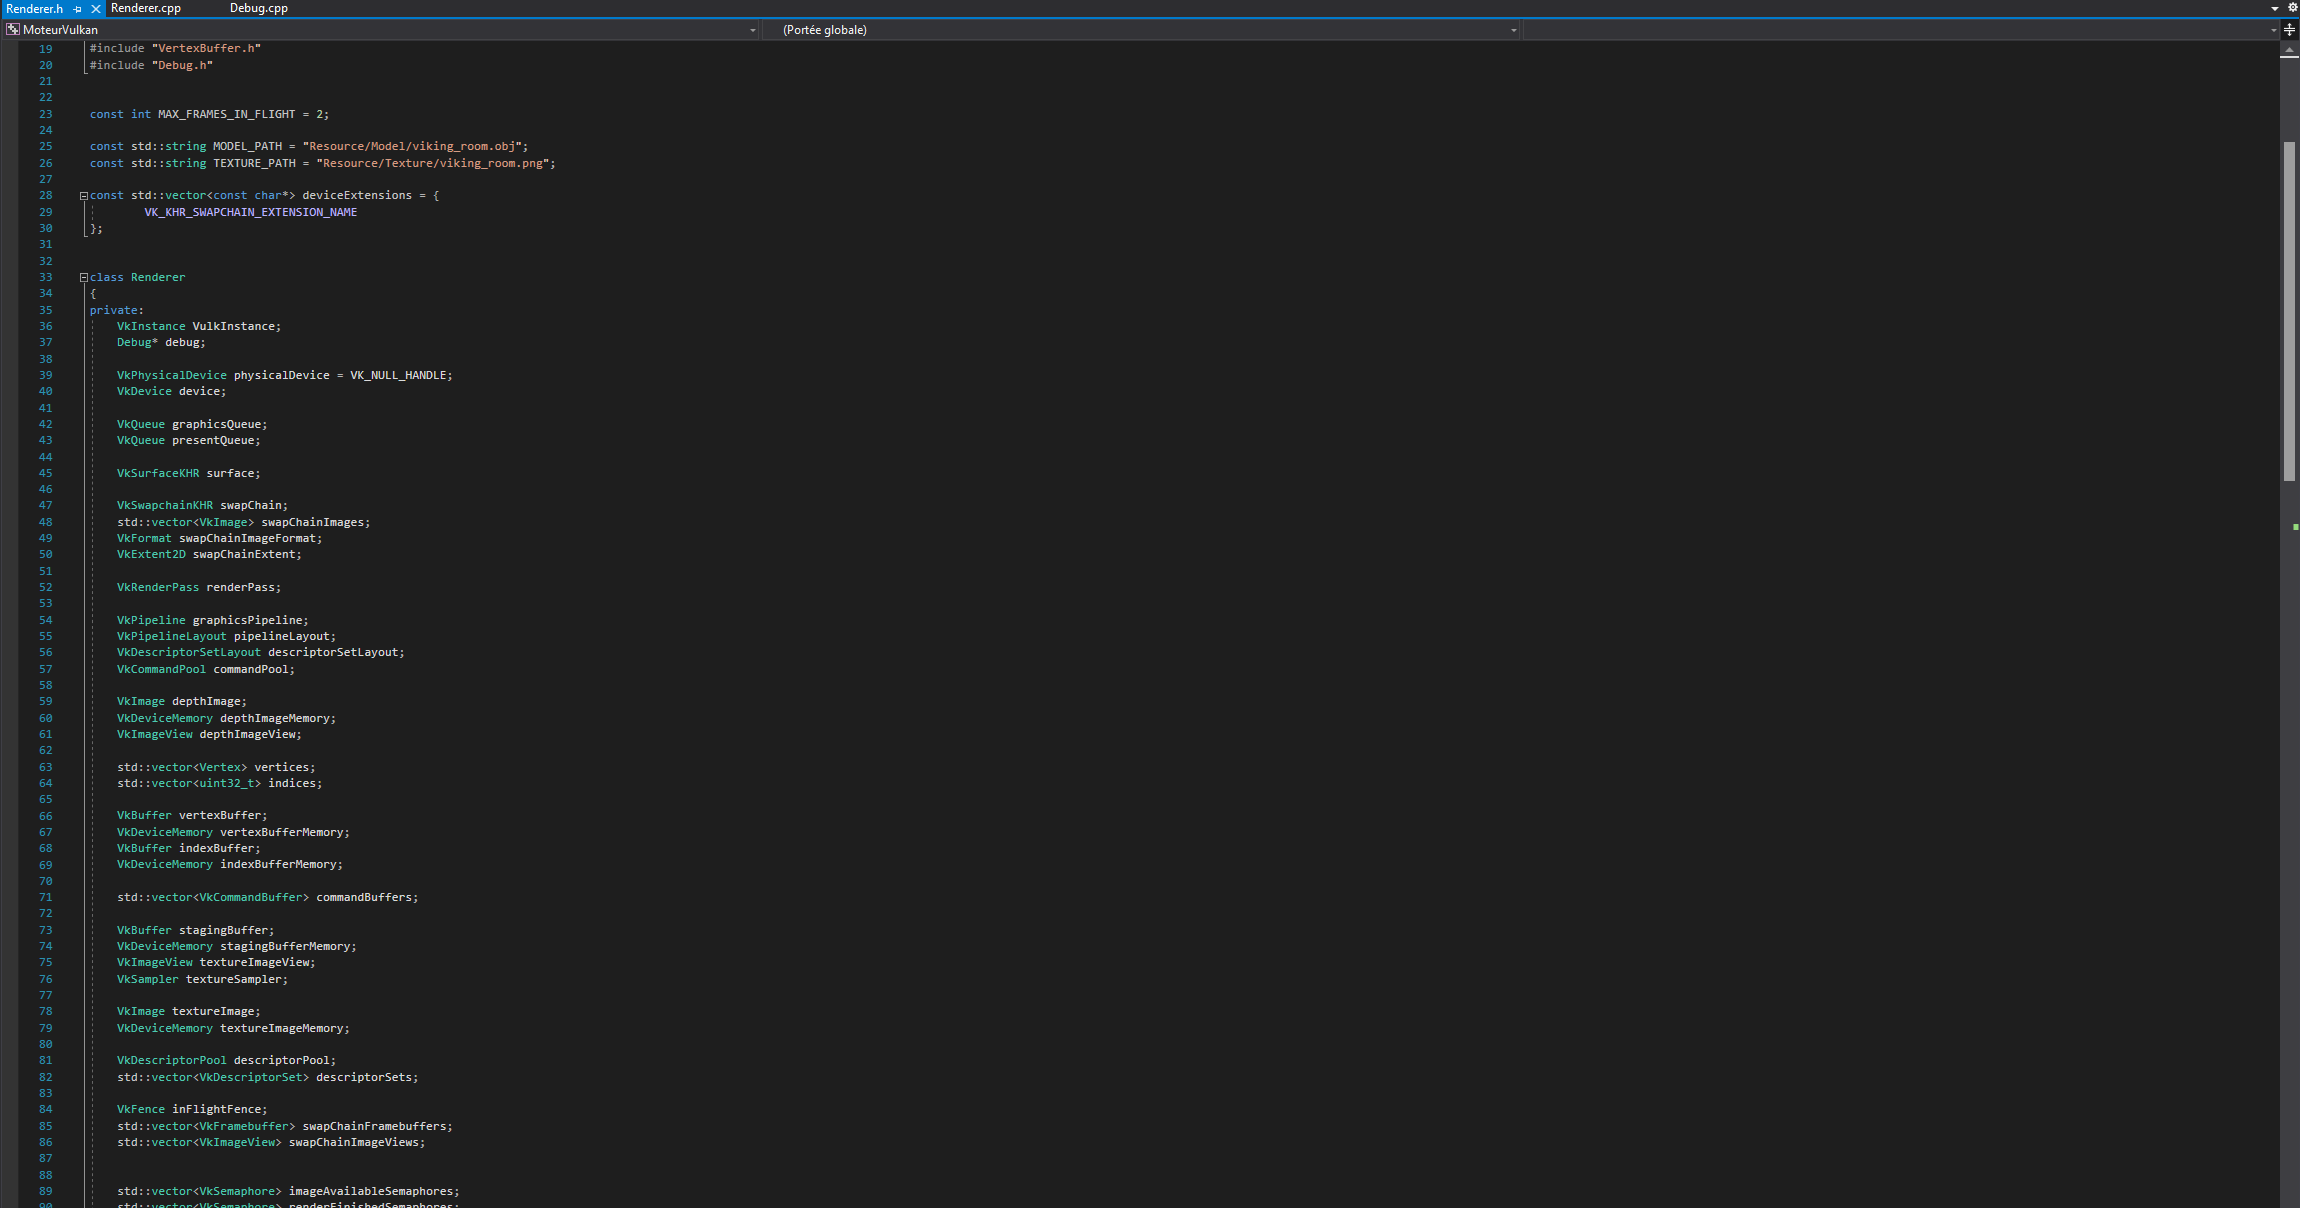 Renderer.h Renderer.cpp Debug.cpp
MoteurVulkan (Portée globale)
19 #include "VertexBuffer.h"
20 #include "Debug.h"
21
22
23 const int MAX_FRAMES_IN_FLIGHT = 2;
24
25 const std::string MODEL_PATH = "Resource/Model/viking_room.obj";
26 const std::string TEXTURE_PATH = "Resource/Texture/viking_room.png";
27
28 const std::vector<const char*> deviceExtensions = {
29 VK_KHR_SWAPCHAIN_EXTENSION_NAME
30 };
31
32
33 class Renderer
34 {
35 private:
36 VkInstance VulkInstance;
37 Debug* debug;
38
39 VkPhysicalDevice physicalDevice = VK_NULL_HANDLE;
40 VkDevice device;
41
42 VkQueue graphicsQueue;
43 VkQueue presentQueue;
44
45 VkSurfaceKHR surface;
46
47 VkSwapchainKHR swapChain;
48 std::vector<VkImage> swapChainImages;
49 VkFormat swapChainImageFormat;
50 VkExtent2D swapChainExtent;
51
52 VkRenderPass renderPass;
53
54 VkPipeline graphicsPipeline;
55 VkPipelineLayout pipelineLayout;
56 VkDescriptorSetLayout descriptorSetLayout;
57 VkCommandPool commandPool;
58
59 VkImage depthImage;
60 VkDeviceMemory depthImageMemory;
61 VkImageView depthImageView;
62
63 std::vector<Vertex> vertices;
64 std::vector<uint32_t> indices;
65
66 VkBuffer vertexBuffer;
67 VkDeviceMemory vertexBufferMemory;
68 VkBuffer indexBuffer;
69 VkDeviceMemory indexBufferMemory;
70
71 std::vector<VkCommandBuffer> commandBuffers;
72
73 VkBuffer stagingBuffer;
74 VkDeviceMemory stagingBufferMemory;
75 VkImageView textureImageView;
76 VkSampler textureSampler;
77
78 VkImage textureImage;
79 VkDeviceMemory textureImageMemory;
80
81 VkDescriptorPool descriptorPool;
82 std::vector<VkDescriptorSet> descriptorSets;
83
84 VkFence inFlightFence;
85 std::vector<VkFramebuffer> swapChainFramebuffers;
86 std::vector<VkImageView> swapChainImageViews;
87
88
89 std::vector<VkSemaphore> imageAvailableSemaphores;
90 std::vector<VkSemaphore> renderFinishedSemaphores;